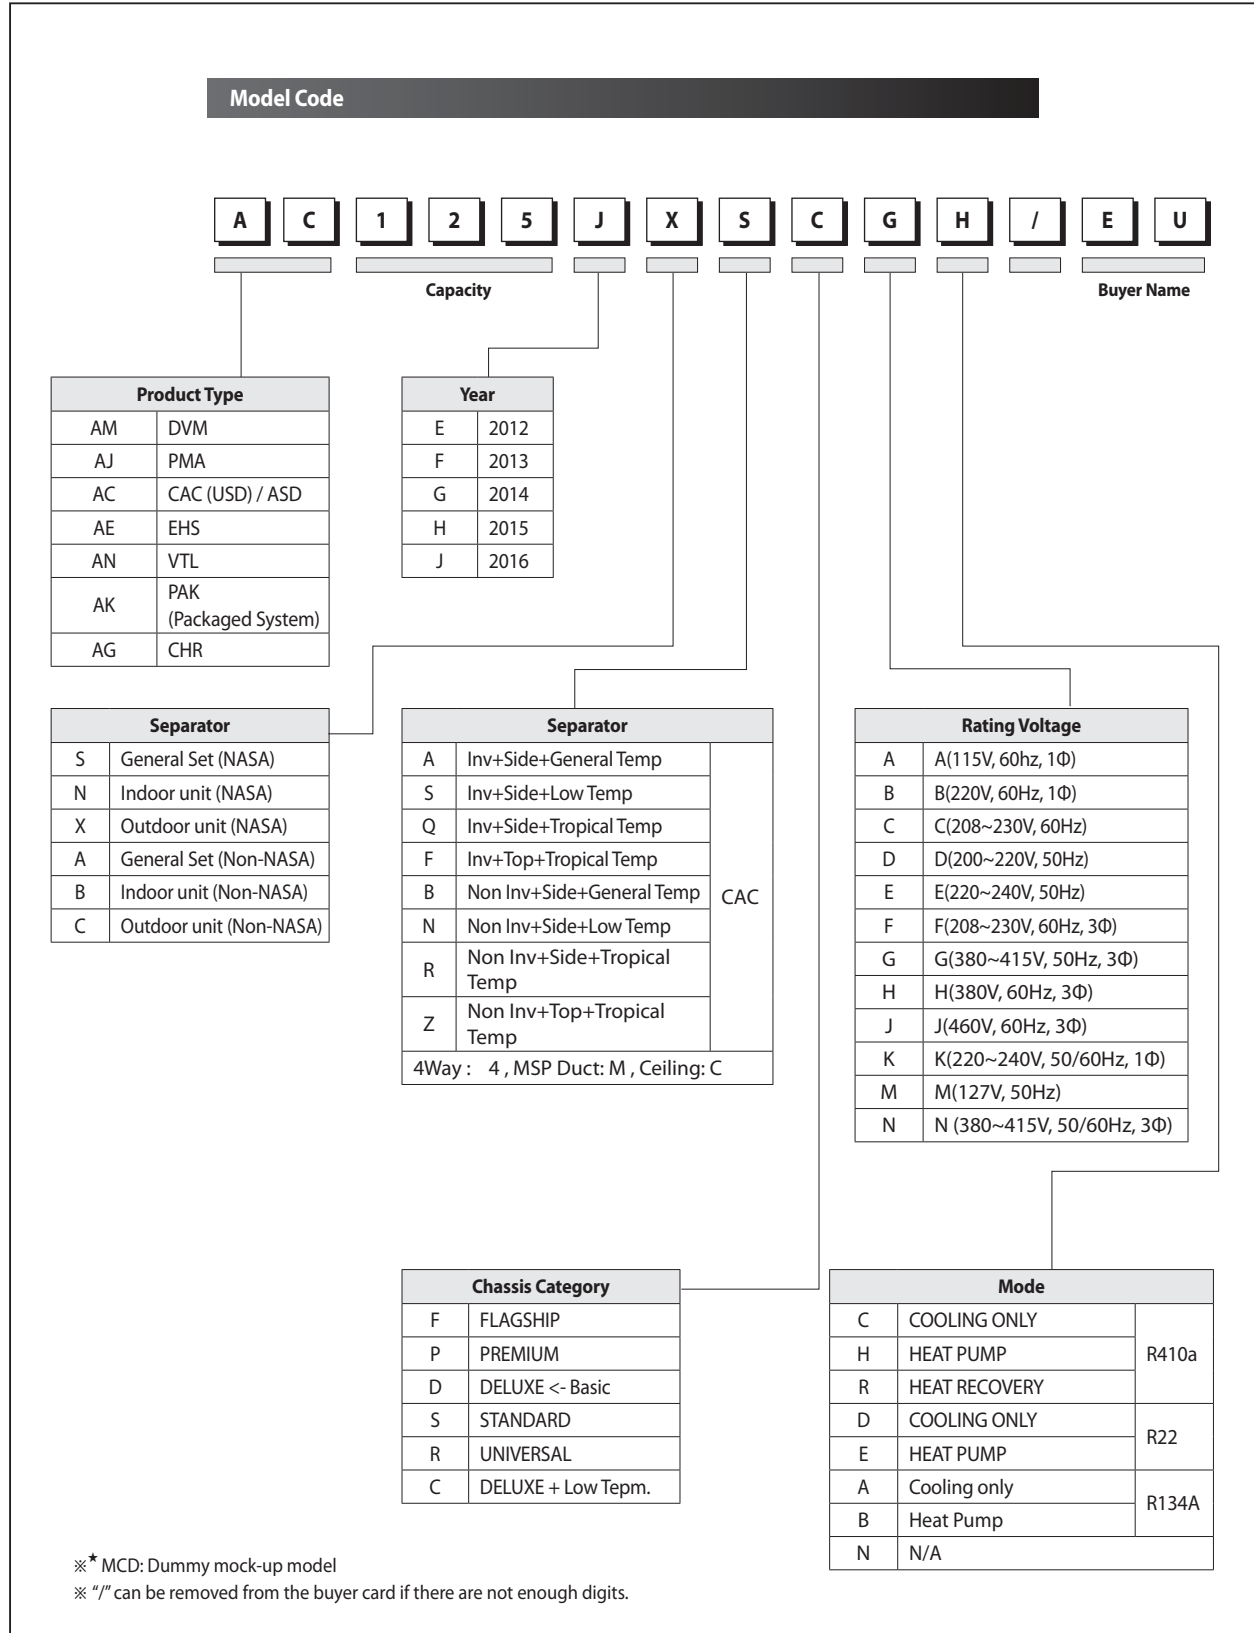 Model Code
A C 1 2 5 J X S C G H / E U
Capacity
Buyer Name
Product Type
AM DVM
AJ PMA
AC CAC (USD) / ASD
AE EHS
AN VTL
AK PAK
(Packaged System)
AG CHR
Year
E 2012
F 2013
G 2014
H 2015
J 2016
Separator
S General Set (NASA)
N Indoor unit (NASA)
X Outdoor unit (NASA)
A General Set (Non-NASA)
B Indoor unit (Non-NASA)
C Outdoor unit (Non-NASA)
Separator
A Inv+Side+General Temp
S Inv+Side+Low Temp
Q Inv+Side+Tropical Temp
F Inv+Top+Tropical Temp
B Non Inv+Side+General Temp
CAC
N Non Inv+Side+Low Temp
R Non Inv+Side+Tropical
Temp
Z Non Inv+Top+Tropical
Temp
4Way : 4 , MSP Duct: M , Ceiling: C
Rating Voltage
A A(115V, 60hz, 1Φ)
B B(220V, 60Hz, 1Φ)
C C(208~230V, 60Hz)
D D(200~220V, 50Hz)
E E(220~240V, 50Hz)
F F(208~230V, 60Hz, 3Φ)
G G(380~415V, 50Hz, 3Φ)
H H(380V, 60Hz, 3Φ)
J J(460V, 60Hz, 3Φ)
K K(220~240V, 50/60Hz, 1Φ)
M M(127V, 50Hz)
N N (380~415V, 50/60Hz, 3Φ)
Chassis Category
F FLAGSHIP
P PREMIUM
D DELUXE <- Basic
S STANDARD
R UNIVERSAL
C DELUXE + Low Tepm.
Mode
C COOLING ONLY
H HEAT PUMP R410a
R HEAT RECOVERY
D COOLING ONLY
R22
E HEAT PUMP
A Cooling only
R134A
B Heat Pump
N N/A
※★ MCD: Dummy mock-up model
※ “/” can be removed from the buyer card if there are not enough digits.